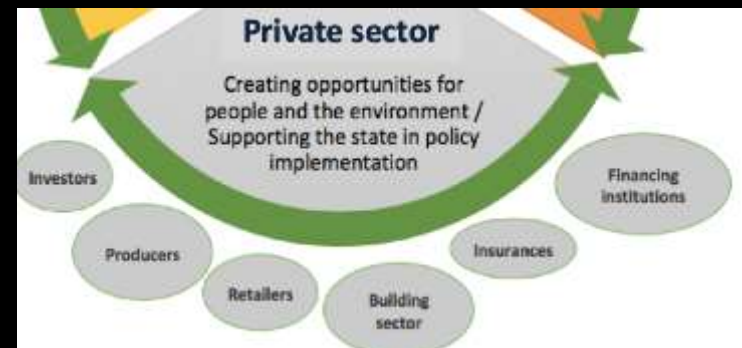 Private sector
Creating opportunities for
people and the environment /
Supporting the state in policy
implementation
Investors
Producers
Retailers
Building
sector
Insurances
Financing
institutions